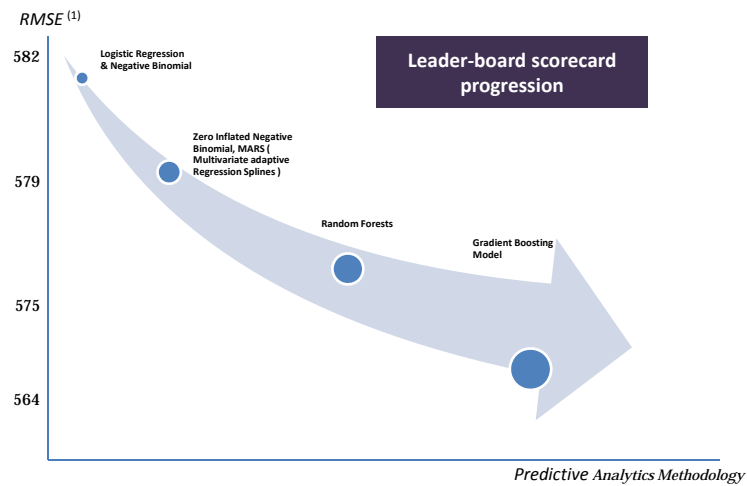 RMSE (1)
582
Logistic Regression
& Negative Binomial
Leader-board scorecard
progression
Zero Inflated Negative
Binomial, MARS (
Multivariate adaptive
Regression Splines )
579
Random Forests
Gradient Boosting
Model
575
564
Predictive Analytics Methodology